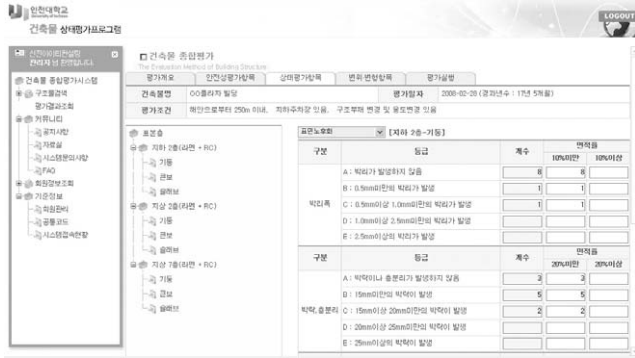 인천대학교
건축물 상태평가프로그램
LOGOUT
관리자 님 환영합니다.
건축물 종합평가시스템
구조물검색
평가결과조회
커뮤니티
공지사항
자료실
시스템문의사항
FAQ
회원정보조회
기준정보
회원관리
공통코드
시스템접속현황
건축물 종합평가
The Evaluation Method of Building Structure
평가개요 안전성평가항목 상태평가항목 변위·변형항목 평가실행
건축물명 OO플라자 빌딩 평가일자 2008-02-28 (경과년수 : 17년 5개월)
평가조건 해안으로부터 250m 이내, 지하주차장 있음, 구조부재 변경 및 용도변경 있음
표본층
지하 2층(라멘 + RC)
기둥
큰보
슬래브
지상 2층(라멘 + RC)
기둥
큰보
슬래브
지상 7층(라멘 + RC)
기둥
큰보
슬래브
표면노후화 [지하 2층-기둥]
구분 등급 계수 면적율
10%미만 10%이상
박리폭
A : 박리가 발생하지 않음 8 8
B : 0.5mm미만의 박리가 발생 1 1
C : 0.5mm이상 1.0mm미만의 박리가 발생 1 1
D : 1.0mm이상 2.5mm미만의 박리가 발생
E : 2.5mm이상의 박리가 발생
구분 등급 계수 면적율
20%미만 20%이상
박락,층분리
A : 박락이나 층분리가 발생하지 않음 3 3
B : 15mm미만의 박락이 발생 5 5
C : 15mm이상 20mm미만의 박락이 발생 2 2
D : 20mm이상 25mm미만의 박락이 발생
E : 25mm이상의 박락이 발생